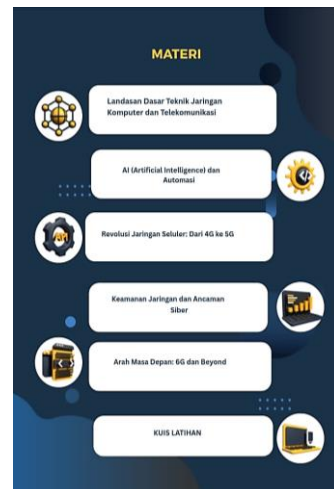 MATERI
Landasan Dasar Teknik Jaringan
Komputer dan Telekomunikasi
AI (Artificial Intelligence) dan
Automasi
Revolusi Jaringan Seluler: Dari 4G ke 5G
API
Keamanan Jaringan dan Ancaman
Siber
Arah Masa Depan: 6G dan Beyond
KUIS LATIHAN